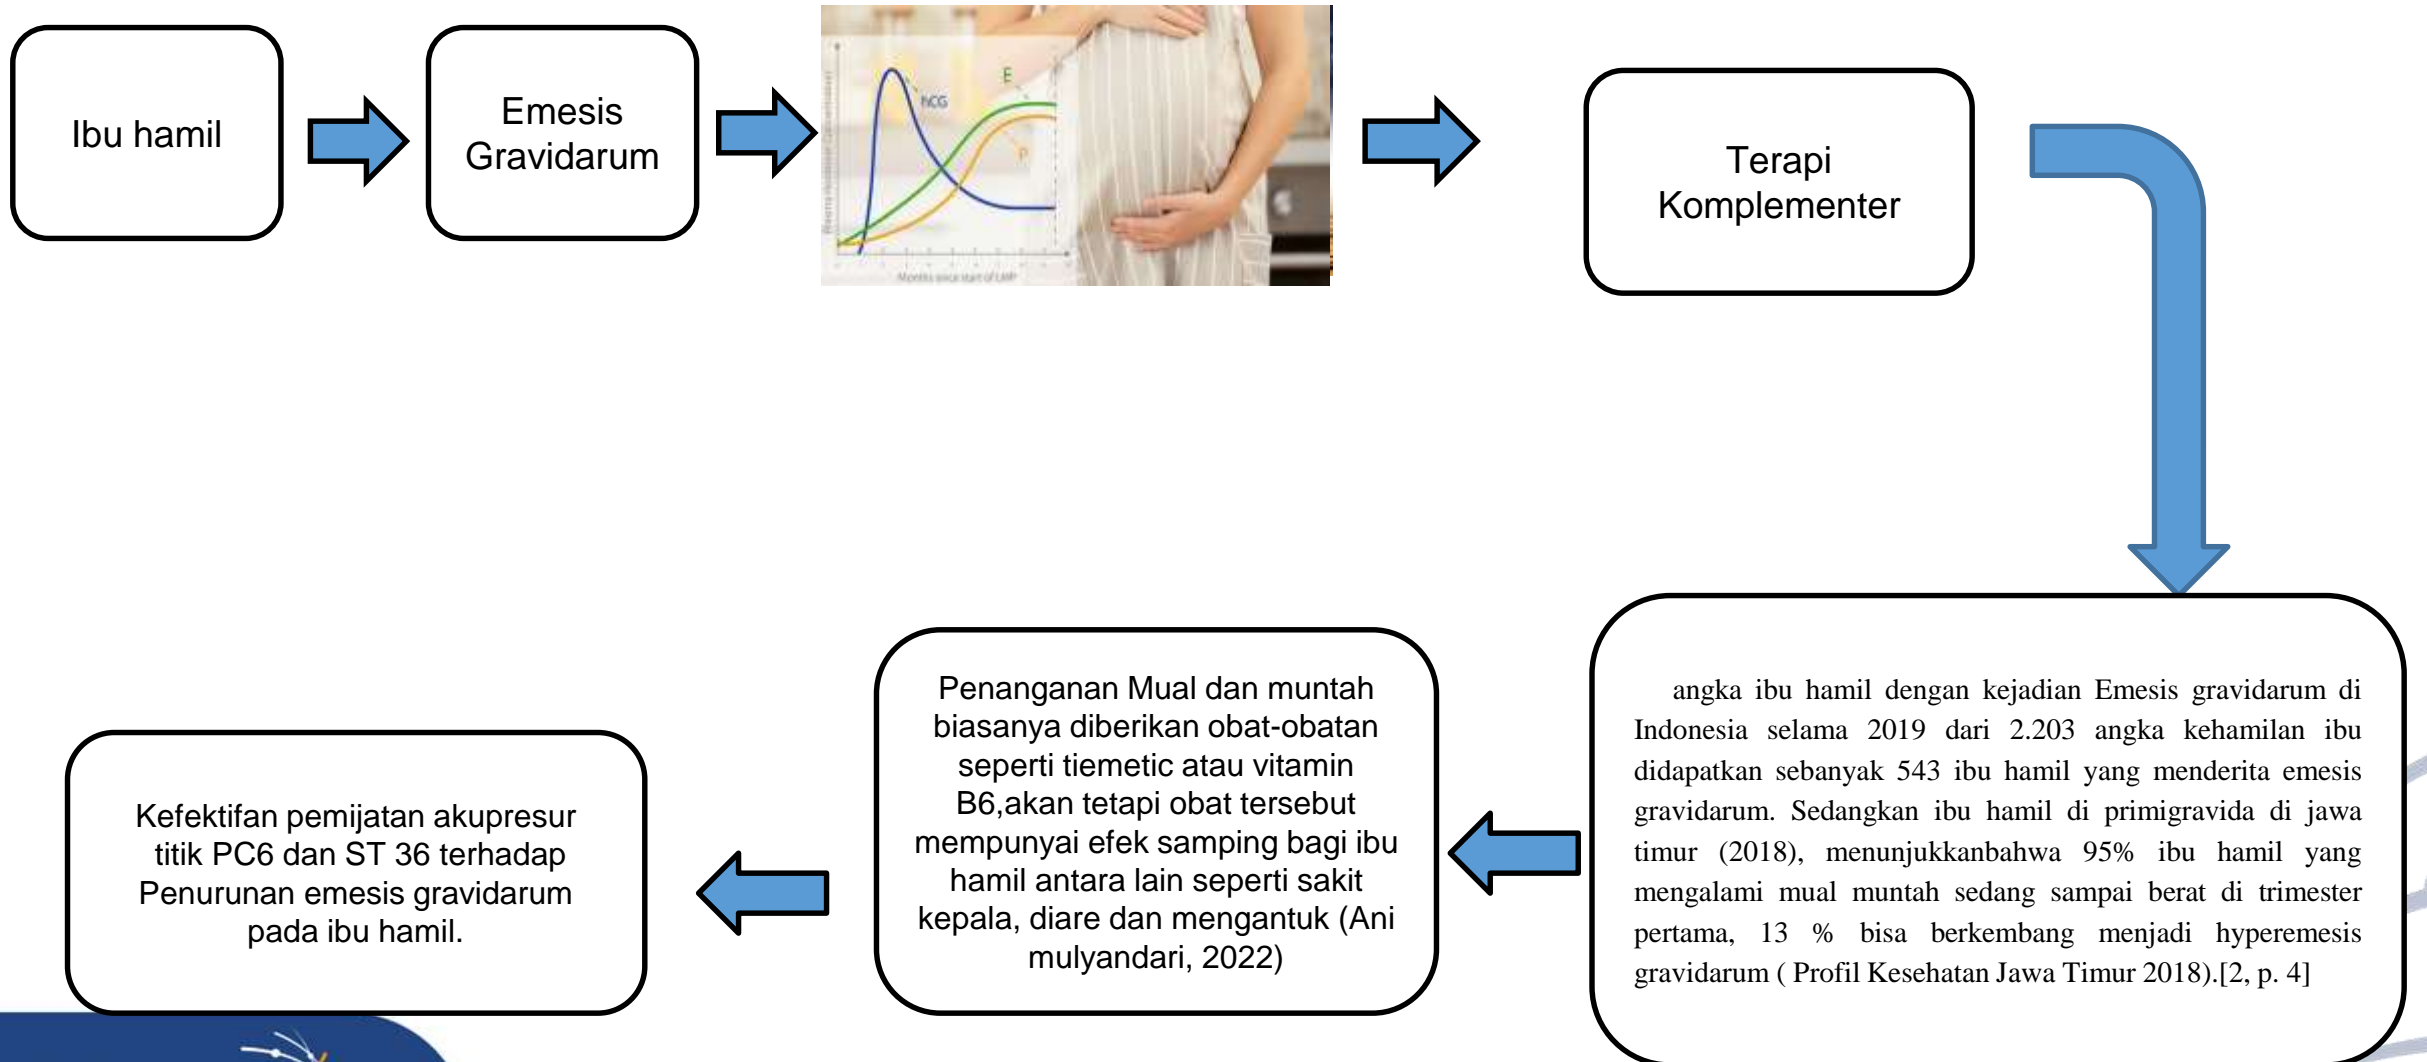 Ibu hamil
Emesis
Gravidarum
hCG
E
P
Months since start of LMP
Terapi
Komplementer
angka ibu hamil dengan kejadian Emesis gravidarum di
Indonesia selama 2019 dari 2.203 angka kehamilan ibu
didapatkan sebanyak 543 ibu hamil yang menderita emesis
gravidarum. Sedangkan ibu hamil di primigravida di jawa
timur (2018), menunjukkanbahwa 95% ibu hamil yang
mengalami mual muntah sedang sampai berat di trimester
pertama, 13 % bisa berkembang menjadi hyperemesis
gravidarum ( Profil Kesehatan Jawa Timur 2018).[2, p. 4]
Penanganan Mual dan muntah
biasanya diberikan obat-obatan
seperti tiemetic atau vitamin
B6,akan tetapi obat tersebut
mempunyai efek samping bagi ibu
hamil antara lain seperti sakit
kepala, diare dan mengantuk (Ani
mulyandari, 2022)
Kefektifan pemijatan akupresur
titik PC6 dan ST 36 terhadap
Penurunan emesis gravidarum
pada ibu hamil.